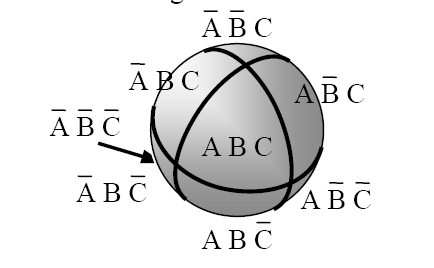 A̅ B̅ C
A̅ B C
A B̅ C
A̅ B̅ C̅
A B C
A̅ B C̅
A B̅ C̅
A B C̅